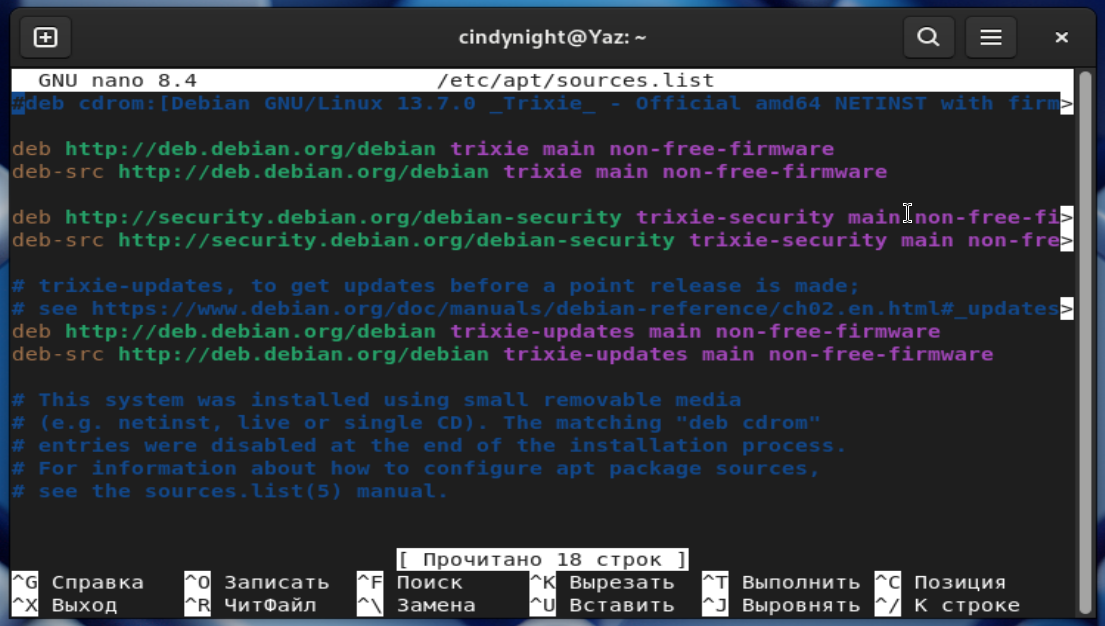 cindynight@Yaz: ~
GNU nano 8.4 /etc/apt/sources.list
#deb cdrom:[Debian GNU/Linux 13.7.0 _Trixie_ - Official amd64 NETINST with firm>
deb http://deb.debian.org/debian trixie main non-free-firmware
deb-src http://deb.debian.org/debian trixie main non-free-firmware
deb http://security.debian.org/debian-security trixie-security main non-free-fi>
deb-src http://security.debian.org/debian-security trixie-security main non-fre>
# trixie-updates, to get updates before a point release is made;
# see https://www.debian.org/doc/manuals/debian-reference/ch02.en.html#_updates>
deb http://deb.debian.org/debian trixie-updates main non-free-firmware
deb-src http://deb.debian.org/debian trixie-updates main non-free-firmware
# This system was installed using small removable media
# (e.g. netinst, live or single CD). The matching "deb cdrom"
# entries were disabled at the end of the installation process.
# For information about how to configure apt package sources,
# see the sources.list(5) manual.
[ Прочитано 18 строк ]
^G Справка ^O Записать ^F Поиск ^K Вырезать ^T Выполнить ^C Позиция
^X Выход ^R ЧитФайл ^\ Замена ^U Вставить ^J Выровнять ^/ К строке